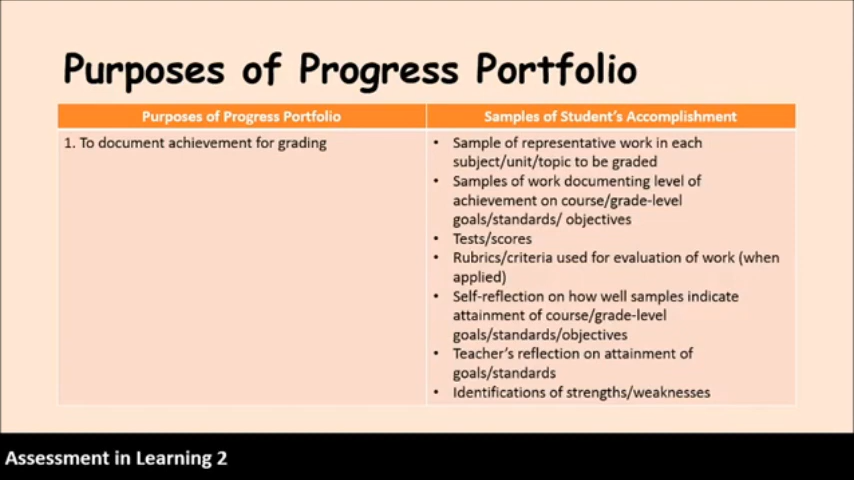 Purposes of Progress Portfolio
Purposes of Progress Portfolio
Samples of Student's Accomplishment
1. To document achievement for grading
• Sample of representative work in each
subject/unit/topic to be graded
• Samples of work documenting level of
achievement on course/grade-level
goals/standards/ objectives
• Tests/scores
• Rubrics/criteria used for evaluation of work (when
applied)
• Self-reflection on how well samples indicate
attainment of course/grade-level
goals/standards/objectives
• Teacher's reflection on attainment of
goals/standards
• Identifications of strengths/weaknesses
Assessment in Learning 2